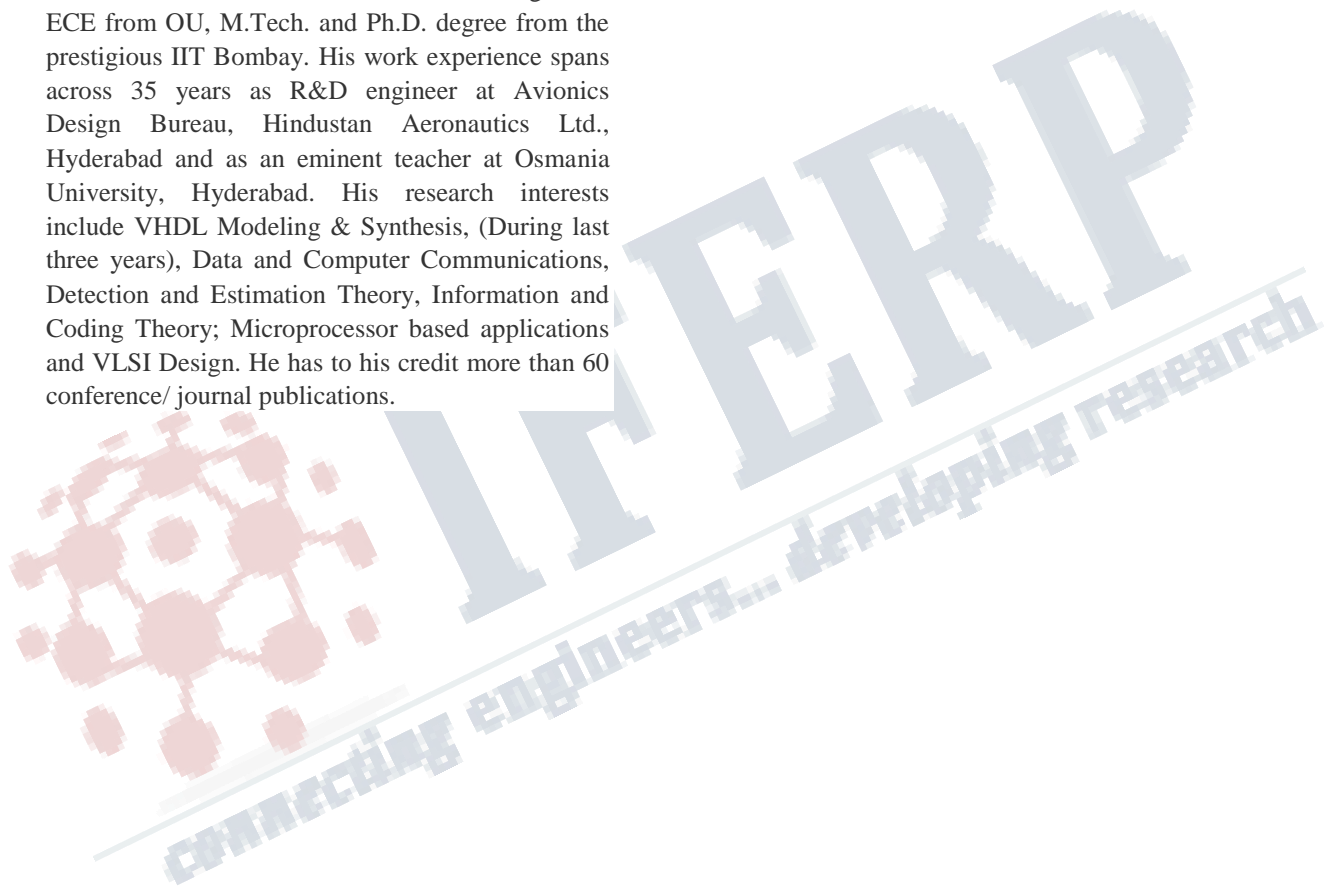 ECE from OU, M.Tech. and Ph.D. degree from the
prestigious IIT Bombay. His work experience spans
across 35 years as R&D engineer at Avionics
Design Bureau, Hindustan Aeronautics Ltd.,
Hyderabad and as an eminent teacher at Osmania
University, Hyderabad. His research interests
include VHDL Modeling & Synthesis, (During last
three years), Data and Computer Communications,
Detection and Estimation Theory, Information and
Coding Theory; Microprocessor based applications
and VLSI Design. He has to his credit more than 60
conference/ journal publications.
IFERP
connecting engineers... developing research